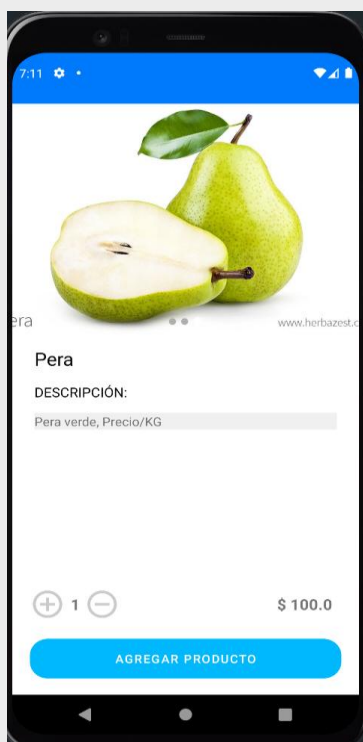 7:11
era
www.herbazest.c
Pera
DESCRIPCIÓN:
Pera verde, Precio/KG
1
$ 100.0
AGREGAR PRODUCTO